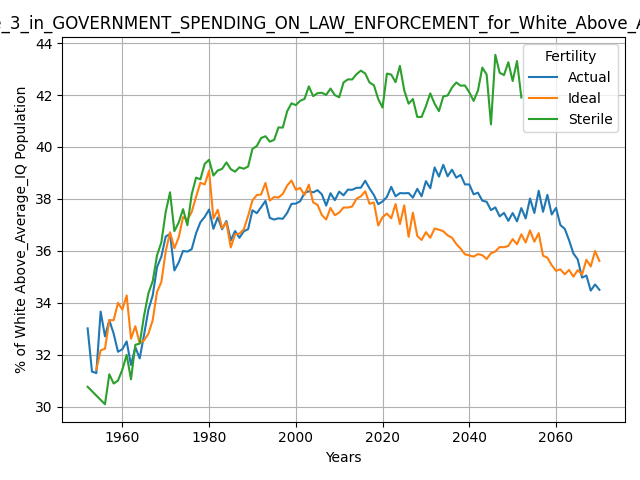 _3_in_GOVERNMENT_SPENDING_ON_LAW_ENFORCEMENT_for_White_Above_A
44
42
40
38
36
34
32
30
% of White Above_Average_IQ Population
Fertility
Actual
Ideal
Sterile
1960 1980 2000 2020 2040 2060
Years